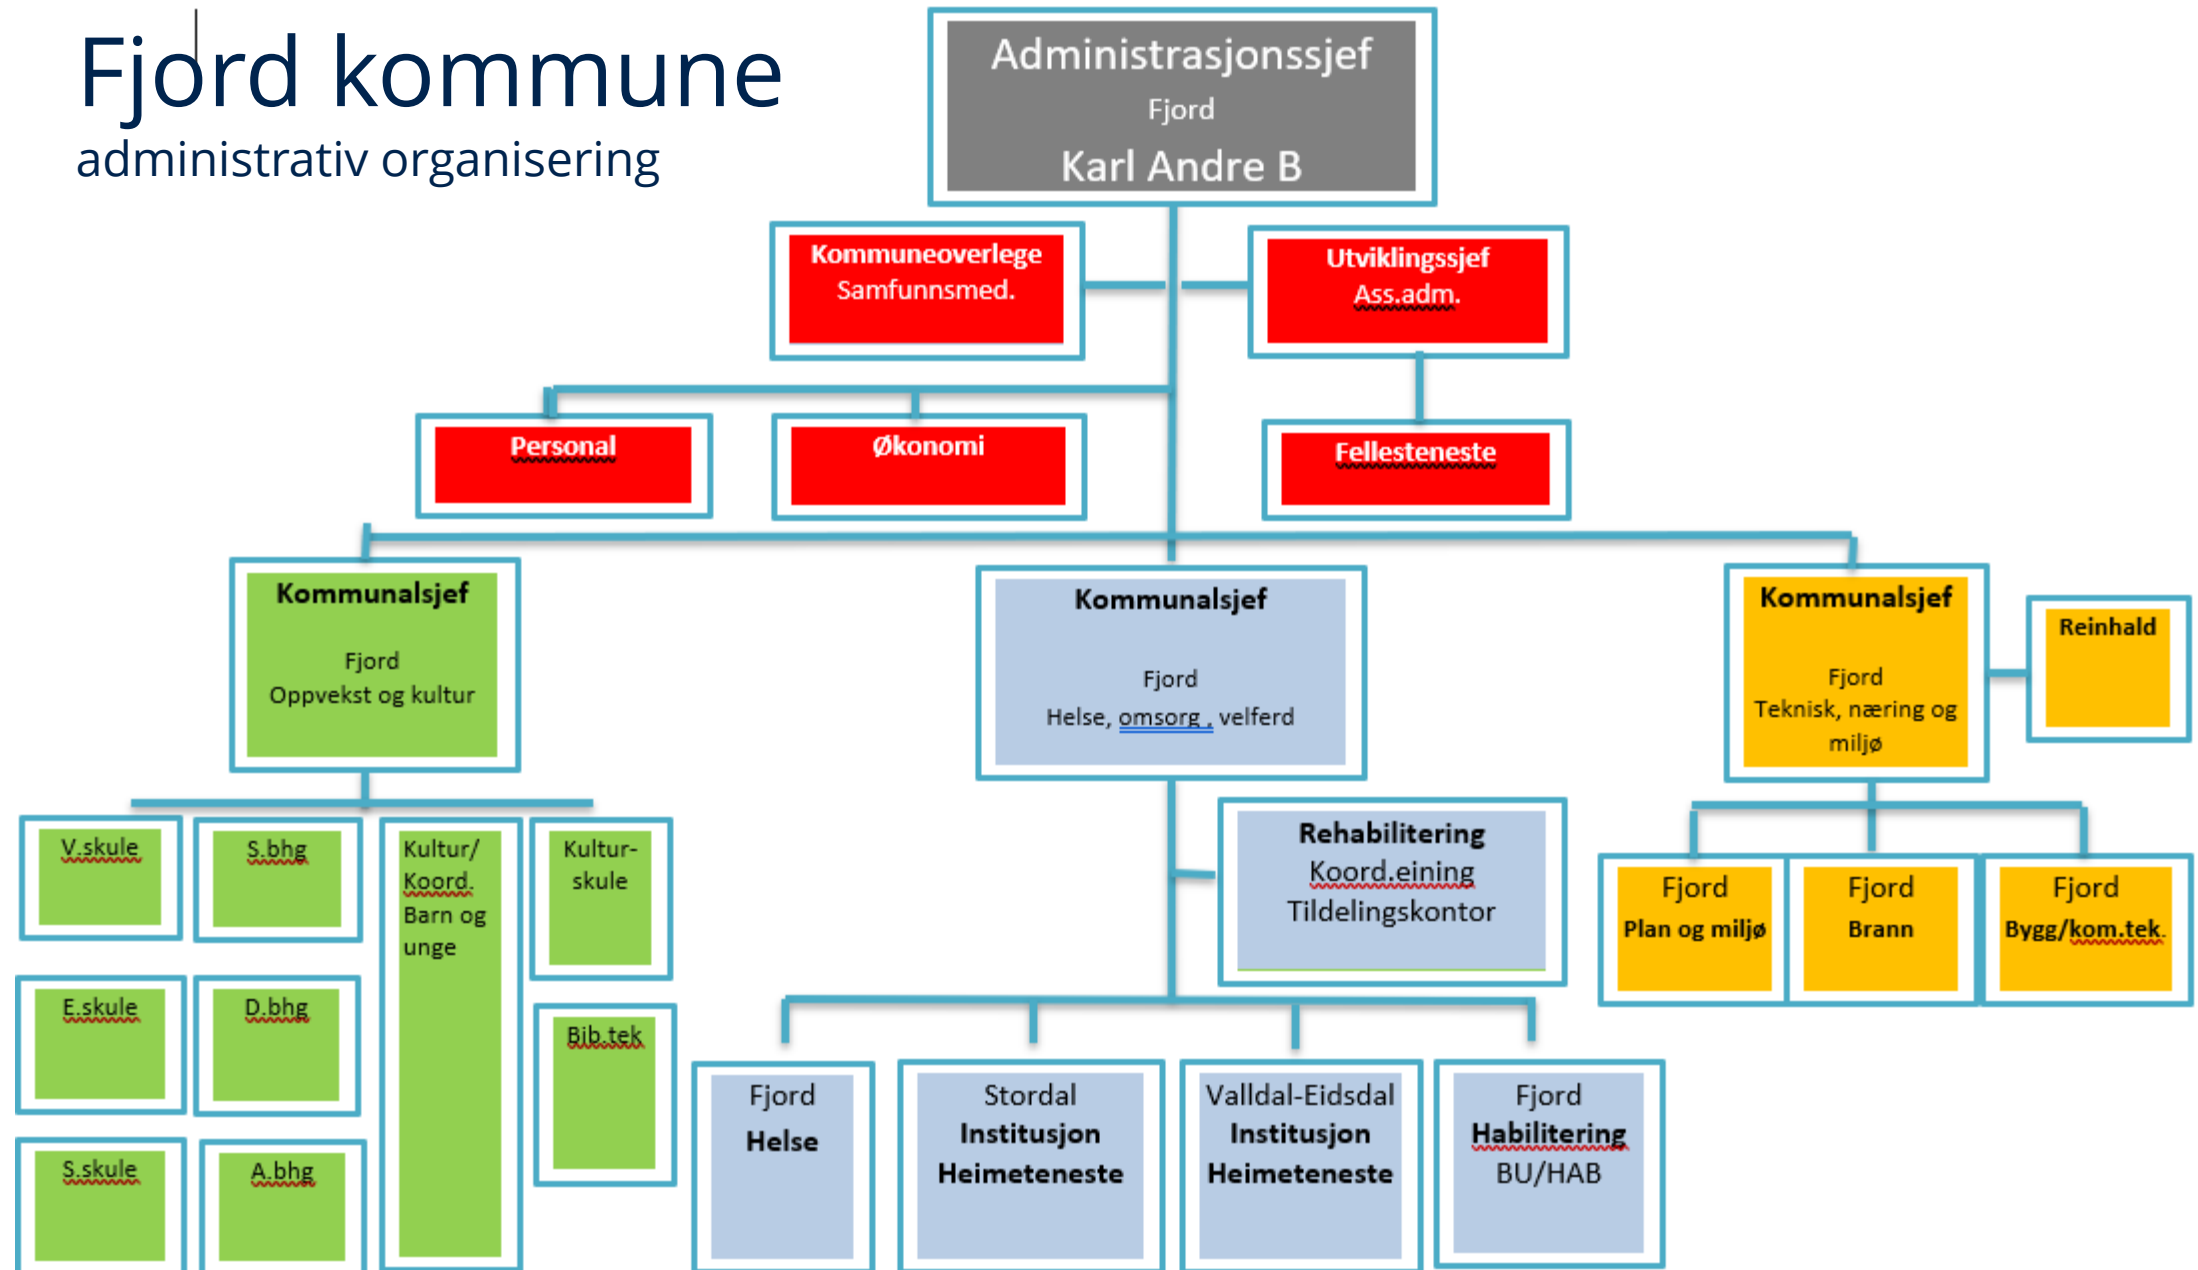 Fjord kommune
administrativ organisering
Administrasjonssjef
Fjord
Karl Andre B
Kommuneoverlege
Samfunnsmed.
Utviklingssjef
Ass.adm.
Personal
Økonomi
Fellesteneste
Kommunalsjef
Fjord
Oppvekst og kultur
Kommunalsjef
Fjord
Helse, omsorg , velferd
Kommunalsjef
Fjord
Teknisk, næring og
miljø
Reinhald
V.skule
S.bhg
Kultur/
Koord.
Barn og
unge
Kultur-
skule
E.skule
D.bhg
Bib.tek
S.skule
A.bhg
Rehabilitering
Koord.eining
Tildelingskontor
Fjord
Helse
Stordal
Institusjon
Heimeteneste
Valldal-Eidsdal
Institusjon
Heimeteneste
Fjord
Habilitering
BU/HAB
Fjord
Plan og miljø
Fjord
Brann
Fjord
Bygg/kom.tek.